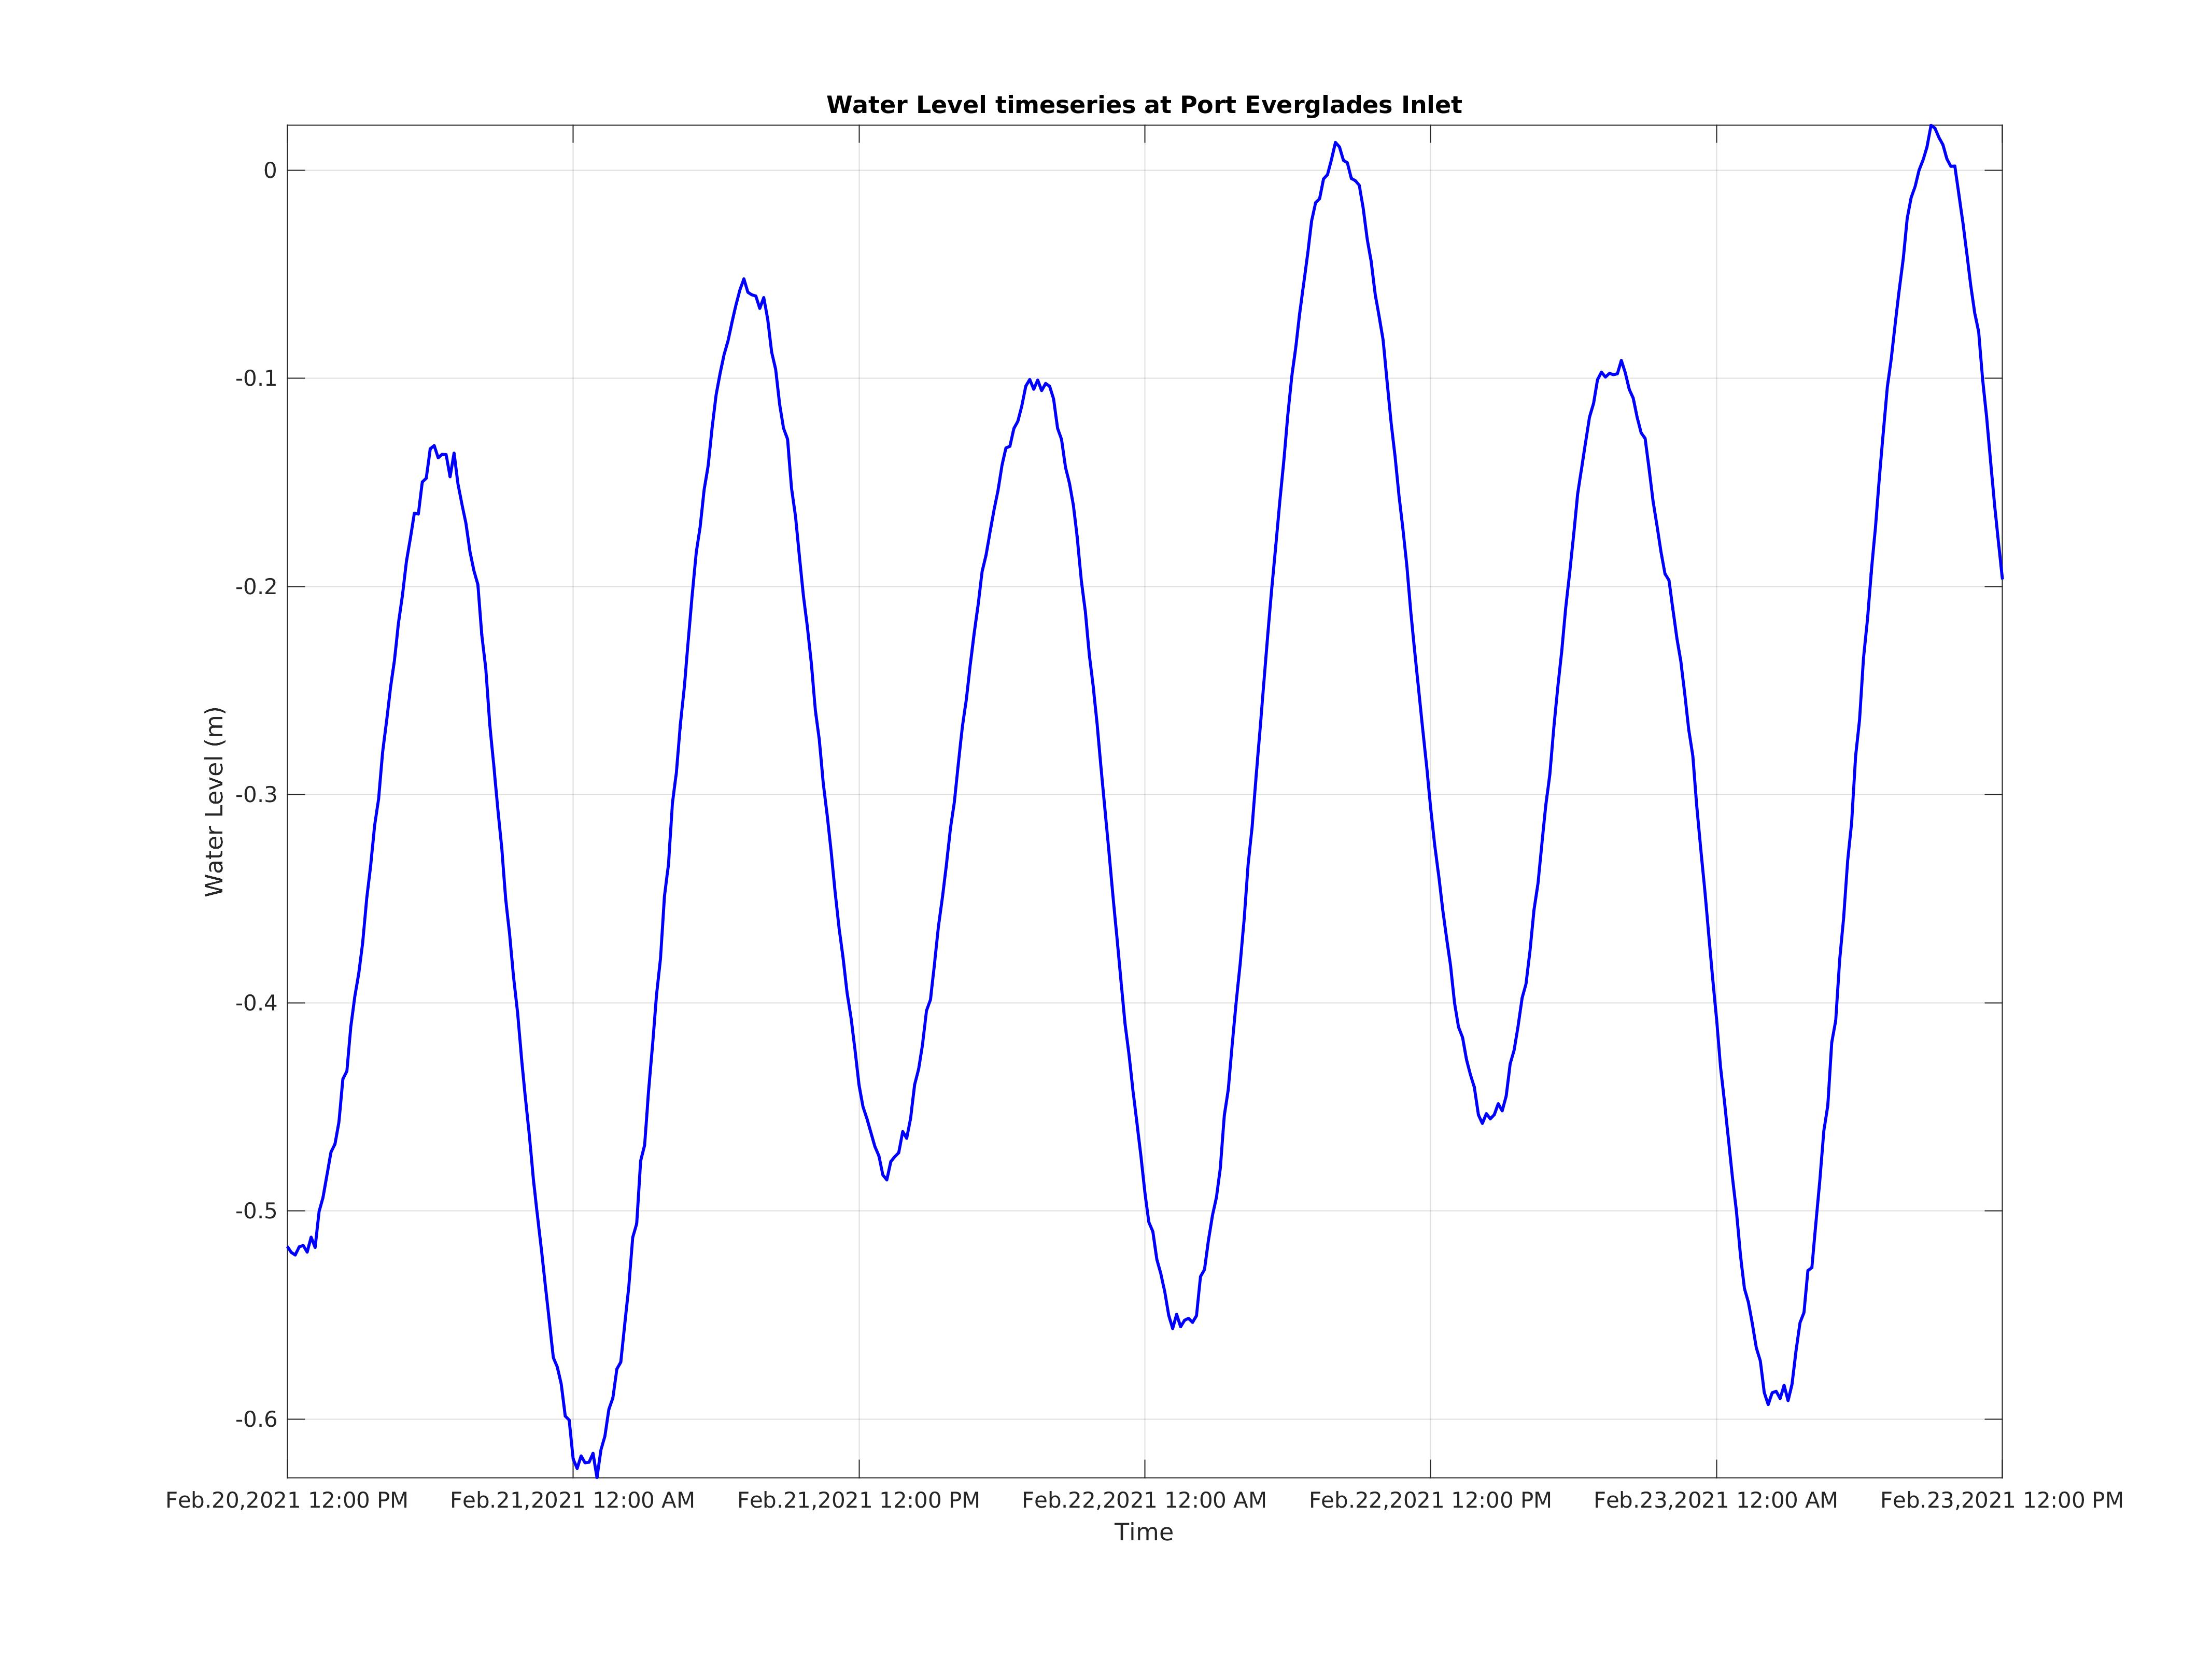 Water Level timeseries at Port Everglades Inlet
0
-0.1
-0.2
-0.3
-0.4
-0.5
-0.6
Water Level (m)
Feb.20,2021 12:00 PM Feb.21,2021 12:00 AM Feb.21,2021 12:00 PM Feb.22,2021 12:00 AM Feb.22,2021 12:00 PM Feb.23,2021 12:00 AM Feb.23,2021 12:00 PM
Time